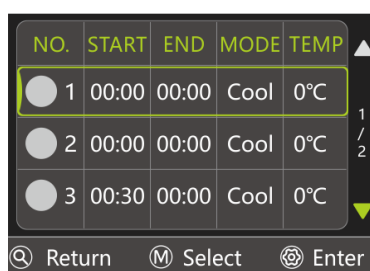 NO. START END MODE TEMP
1 00:00 00:00 Cool 0℃
2 00:00 00:00 Cool 0℃
3 00:30 00:00 Cool 0℃
1
/
2
Return M Select Enter